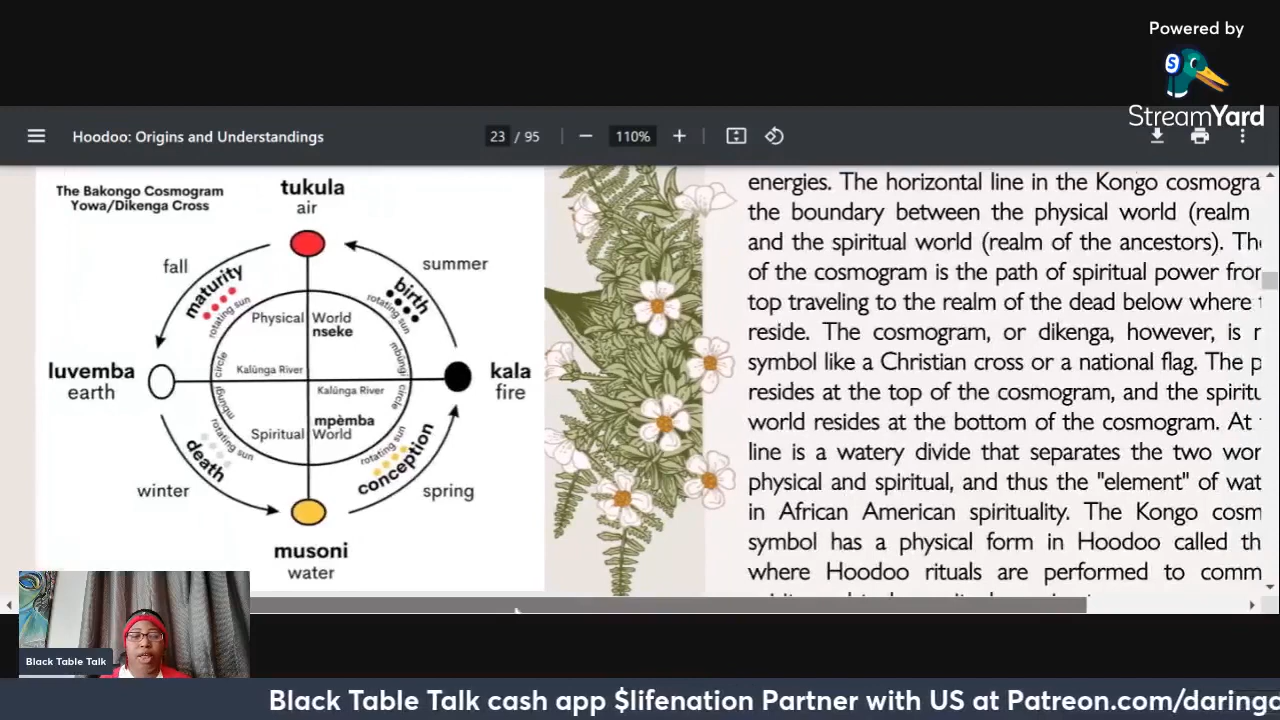 Powered by
StreamYard
Hoodoo: Origins and Understandings
23 / 95
110%
The Bakongo Cosmogram
Yowa/Dikenga Cross
tukula
air
fall
summer
maturity
rotating sun
birth
rotating sun
Physical World
nseke
luvemba
earth
circle
mbûngi
Kalûnga River
Kalûnga River
mbûngi
circle
kala
fire
mpèmba
Spiritual World
rotating sun
death
rotating sun
conception
winter
spring
musoni
water
energies. The horizontal line in the Kongo cosmogra
the boundary between the physical world (realm
and the spiritual world (realm of the ancestors). Th
of the cosmogram is the path of spiritual power fror
top traveling to the realm of the dead below where
reside. The cosmogram, or dikenga, however, is
symbol like a Christian cross or a national flag. The p
resides at the top of the cosmogram, and the spiritu
world resides at the bottom of the cosmogram. At
line is a watery divide that separates the two wor
physical and spiritual, and thus the "element" of wat
in African American spirituality. The Kongo cosm
symbol has a physical form in Hoodoo called th
where Hoodoo rituals are performed to comm
Black Table Talk
Black Table Talk cash app $lifenation Partner with US at Patreon.com/daring